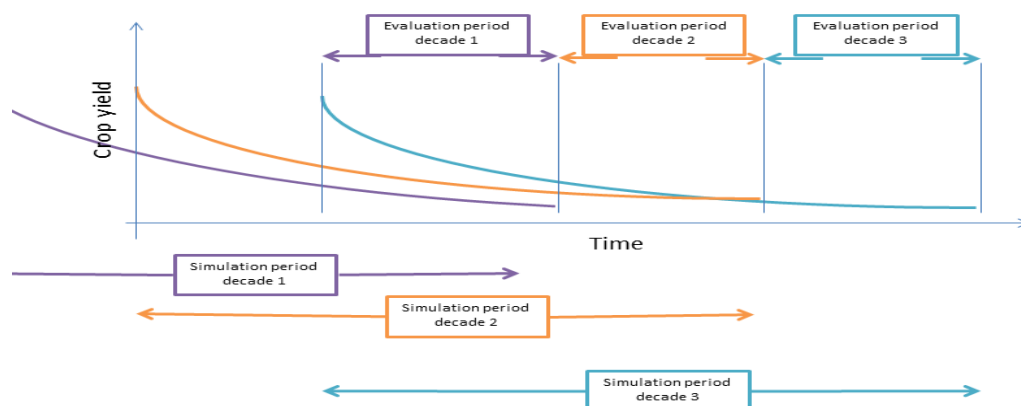 Evaluation period
decade 1
Evaluation period
decade 2
Evaluation period
decade 3
Crop yield
Time
Simulation period
decade 1
Simulation period
decade 2
Simulation period
decade 3